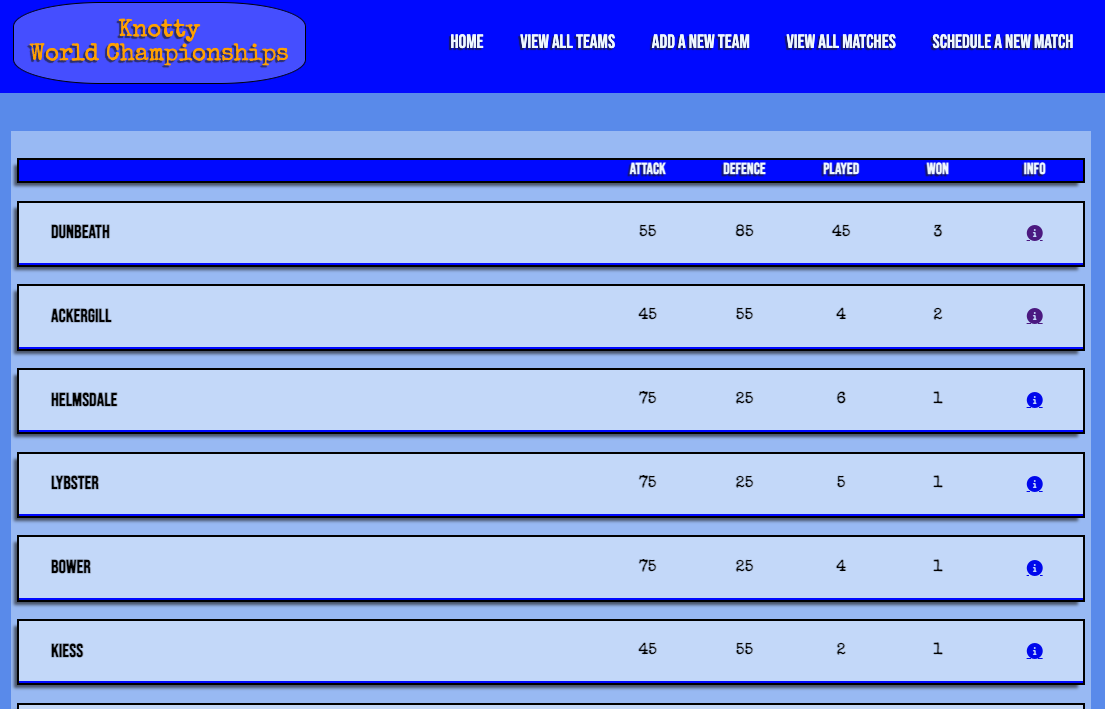 Knotty
World Championships
HOME VIEW ALL TEAMS ADD A NEW TEAM VIEW ALL MATCHES SCHEDULE A NEW MATCH
ATTACK DEFENCE PLAYED WON INFO
DUNBEATH 55 85 45 3
ACKERGILL 45 55 4 2
HELMSDALE 75 25 6 1
LYBSTER 75 25 5 1
BOWER 75 25 4 1
KIESS 45 55 2 1